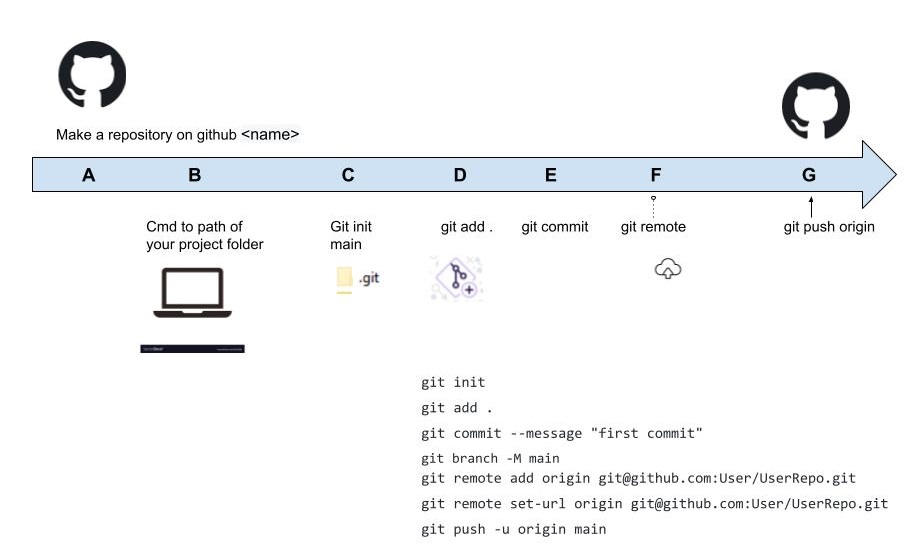 Make a repository on github <name>
A B C D E F G
Cmd to path of
your project folder
Git init
main
git add .
git commit
git remote
git push origin
.git
git init
git add .
git commit --message "first commit"
git branch -M main
git remote add origin git@github.com:User/UserRepo.git
git remote set-url origin git@github.com:User/UserRepo.git
git push -u origin main